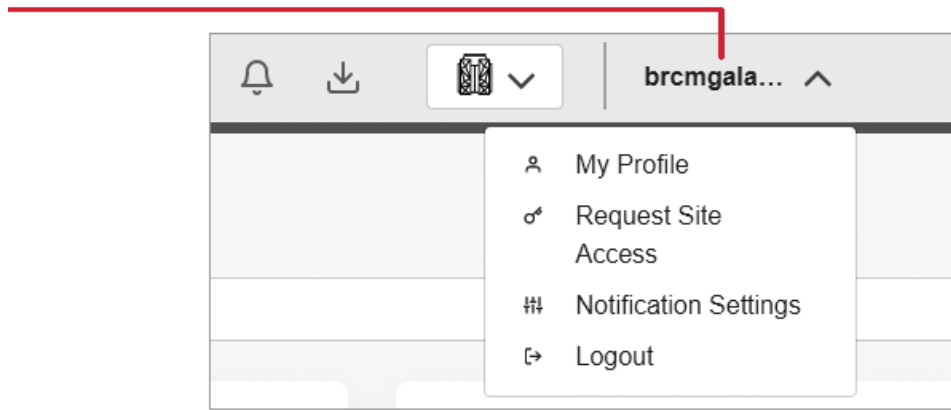 brcmgala...
My Profile
Request Site
Access
Notification Settings
Logout